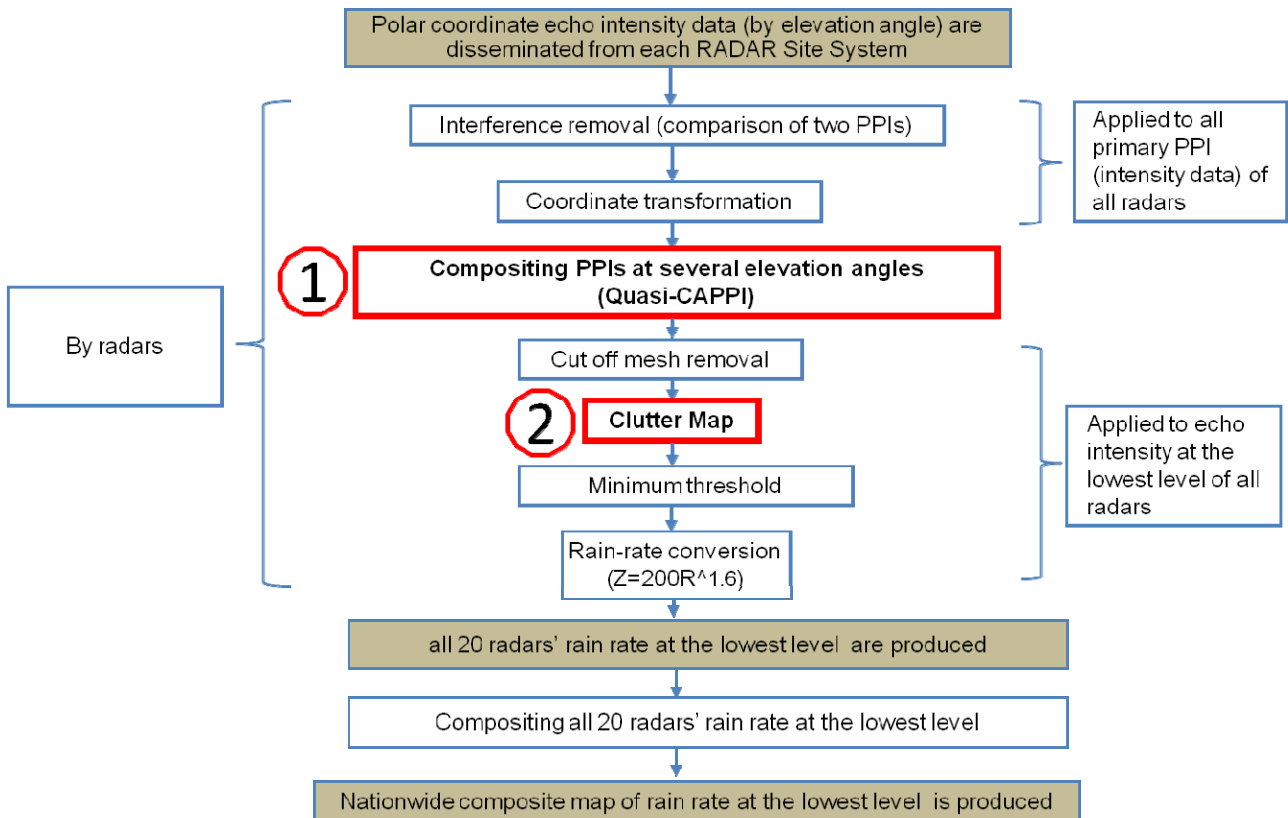 Polar coordinate echo intensity data (by elevation angle) are
disseminated from each RADAR Site System
Interference removal (comparison of two PPIs)
Applied to all
primary PPI
(intensity data) of
all radars
Coordinate transformation
1
Compositing PPIs at several elevation angles
(Quasi-CAPPI)
By radars
Cut off mesh removal
2
Clutter Map
Applied to echo
intensity at the
lowest level of all
radars
Minimum threshold
Rain-rate conversion
(Z=200R^1.6)
all 20 radars' rain rate at the lowest level are produced
Compositing all 20 radars' rain rate at the lowest level
Nationwide composite map of rain rate at the lowest level is produced